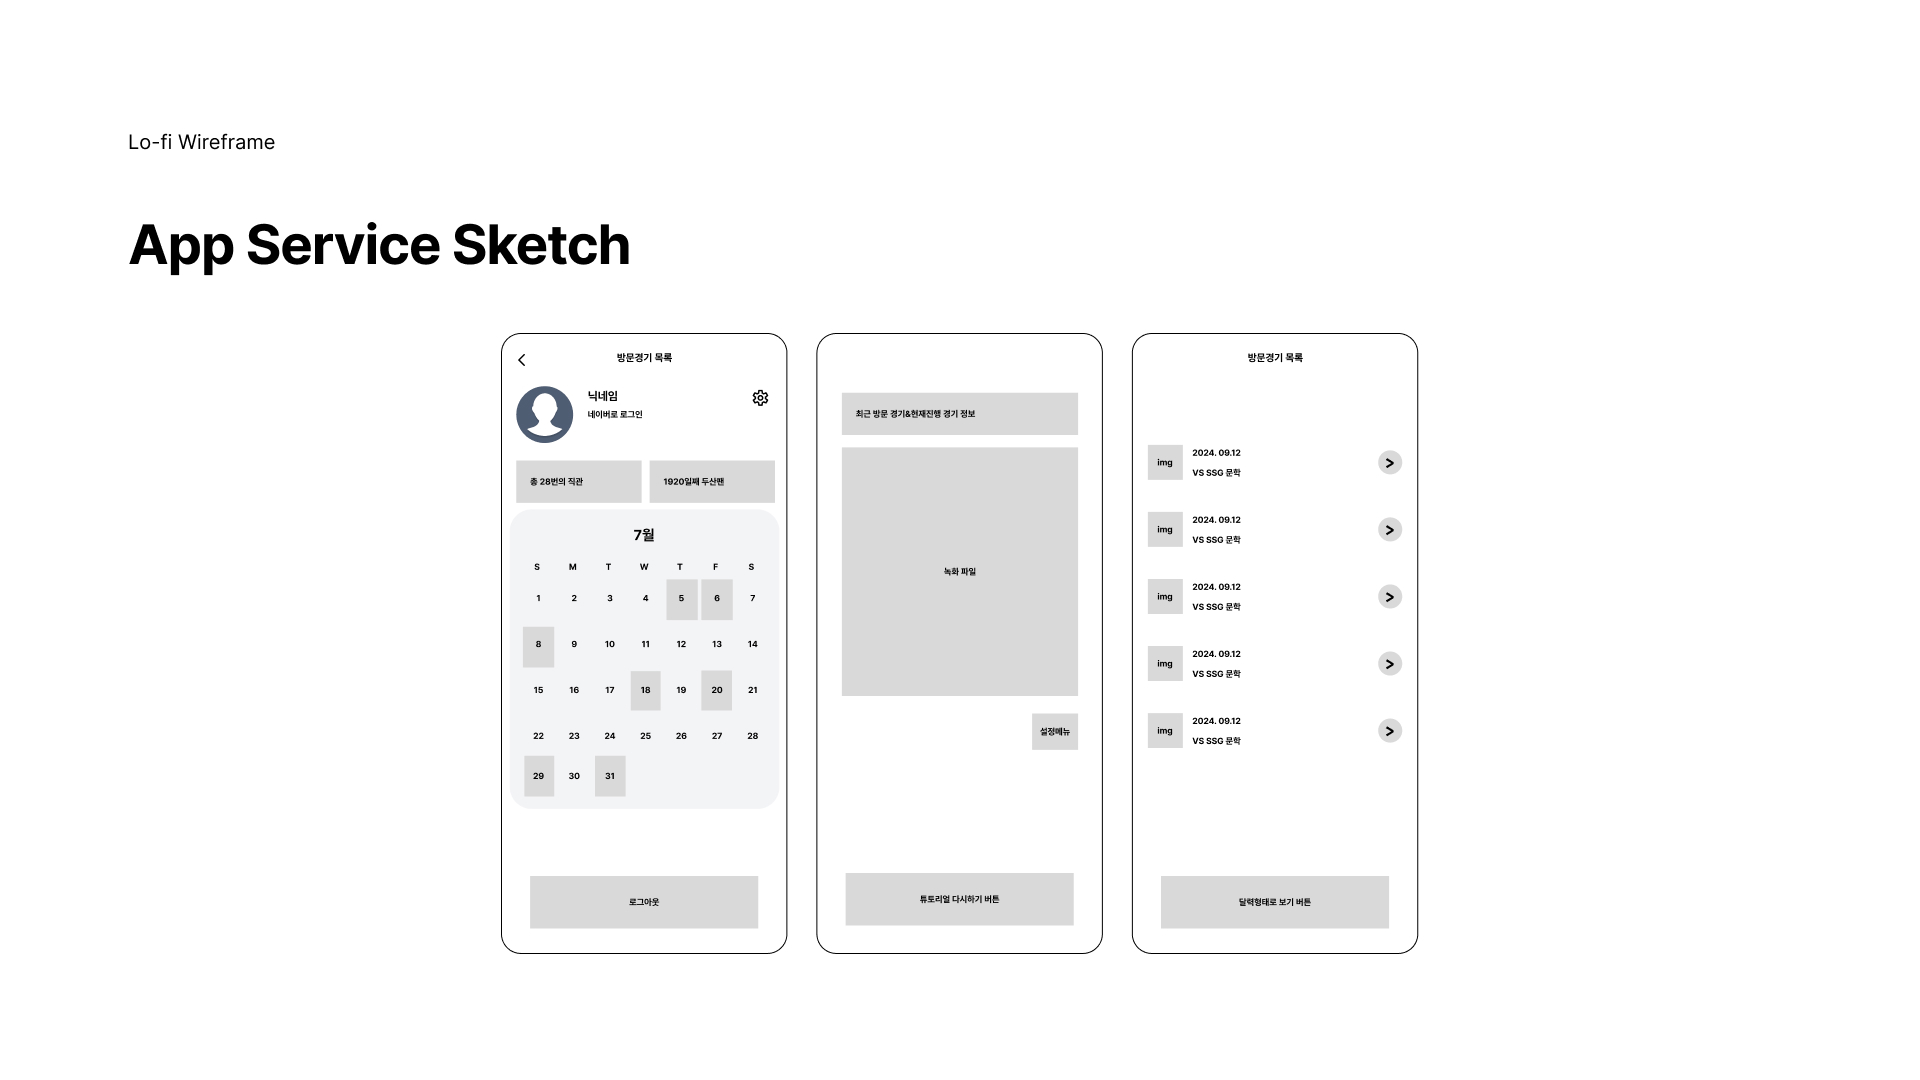 Lo-fi Wireframe
App Service Sketch
방문경기 목록
닉네임
네이버로 로그인
총 28번의 직관
1920일째 두산팬
7월
S M T W T F S
1 2 3 4 5 6 7
8 9 10 11 12 13 14
15 16 17 18 19 20 21
22 23 24 25 26 27 28
29 30 31
로그아웃
최근 방문 경기&현재진행 경기 정보
녹화 파일
설정메뉴
튜토리얼 다시하기 버튼
방문경기 목록
img
2024. 09.12
VS SSG 문학
>
img
2024. 09.12
VS SSG 문학
>
img
2024. 09.12
VS SSG 문학
>
img
2024. 09.12
VS SSG 문학
>
img
2024. 09.12
VS SSG 문학
>
달력형태로 보기 버튼